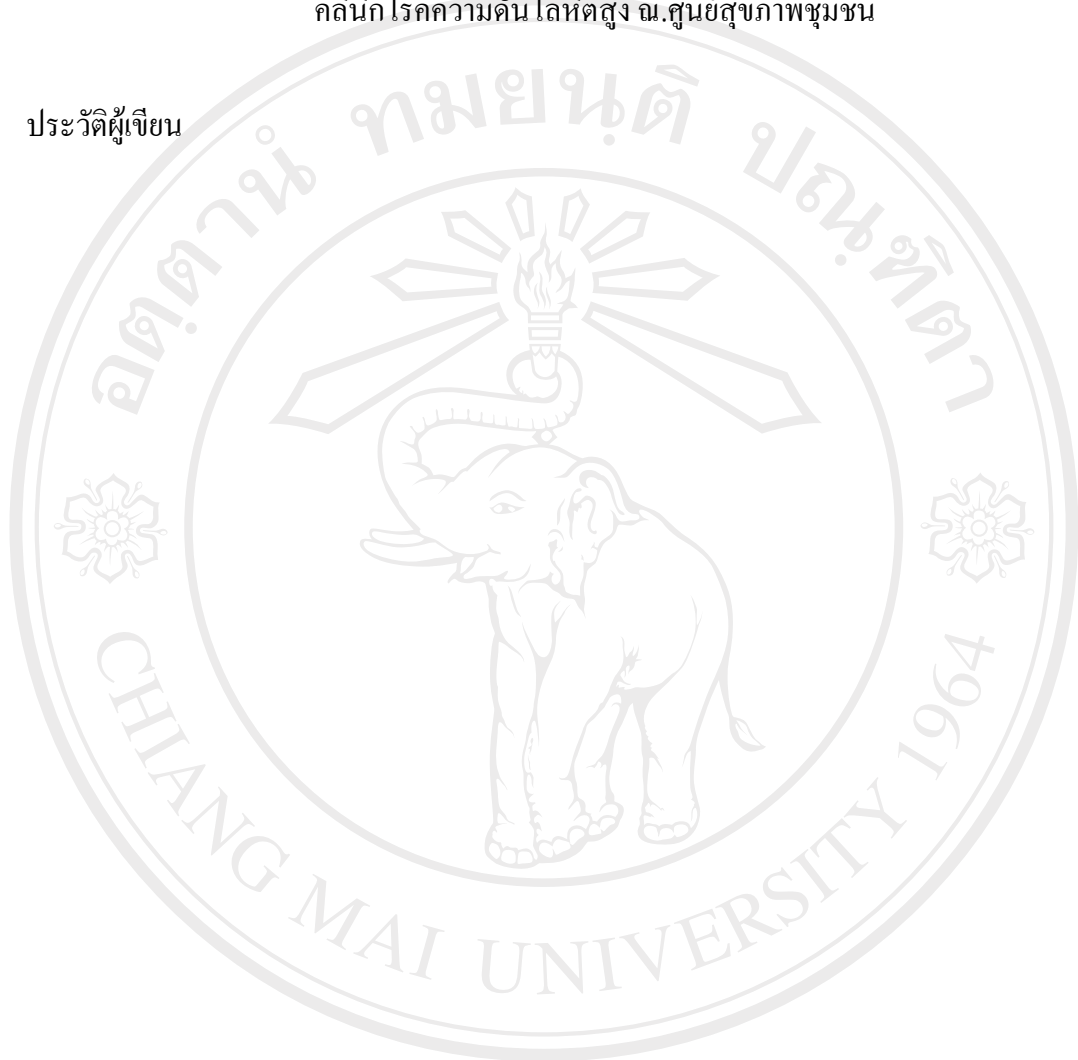 คลินิกโรคความดันโลหิตสูง ณ.ศูนย์สุขภาพชุมชน
ประวัติผู้เขียน
อตฺตานํ ทมยนฺติ ปณฺฑิตา
CHIANG MAI UNIVERSITY 1964